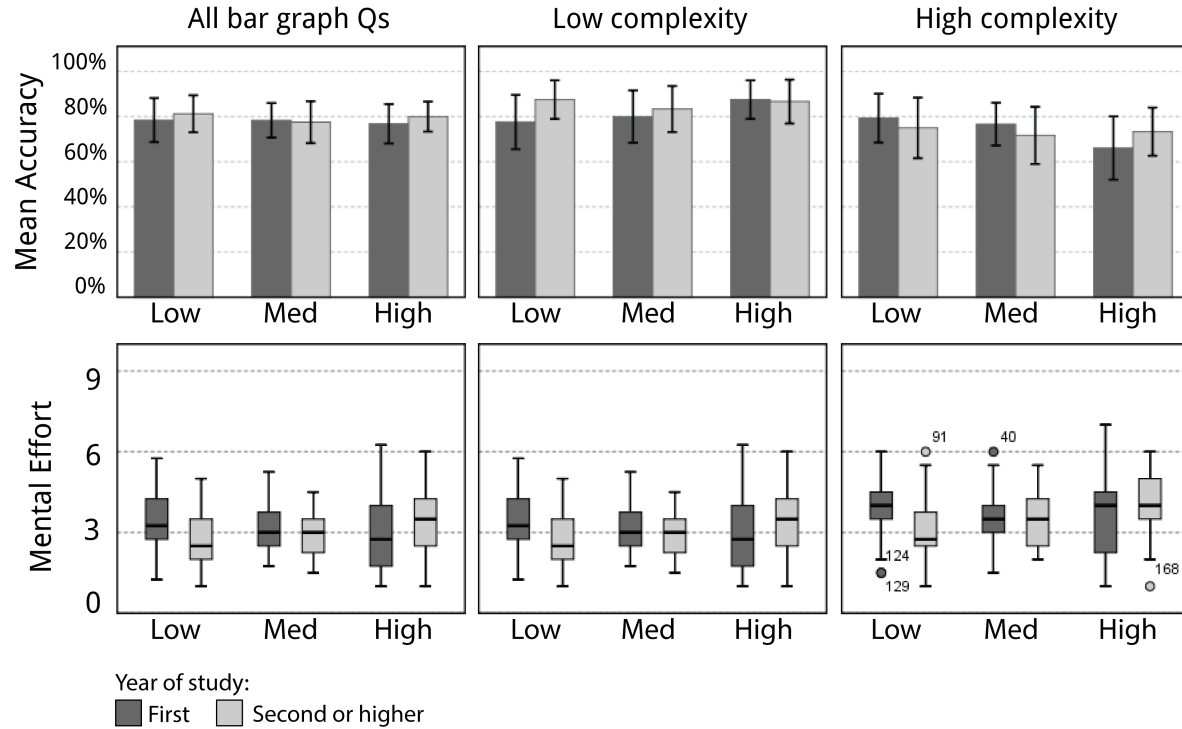 All bar graph Qs
Low complexity
High complexity
Mean Accuracy
100%
80%
60%
40%
20%
0%
Low Med High
Low Med High
Low Med High
Mental Effort
9
6
3
0
91
40
124
129
168
Low Med High
Low Med High
Low Med High
Year of study:
First Second or higher